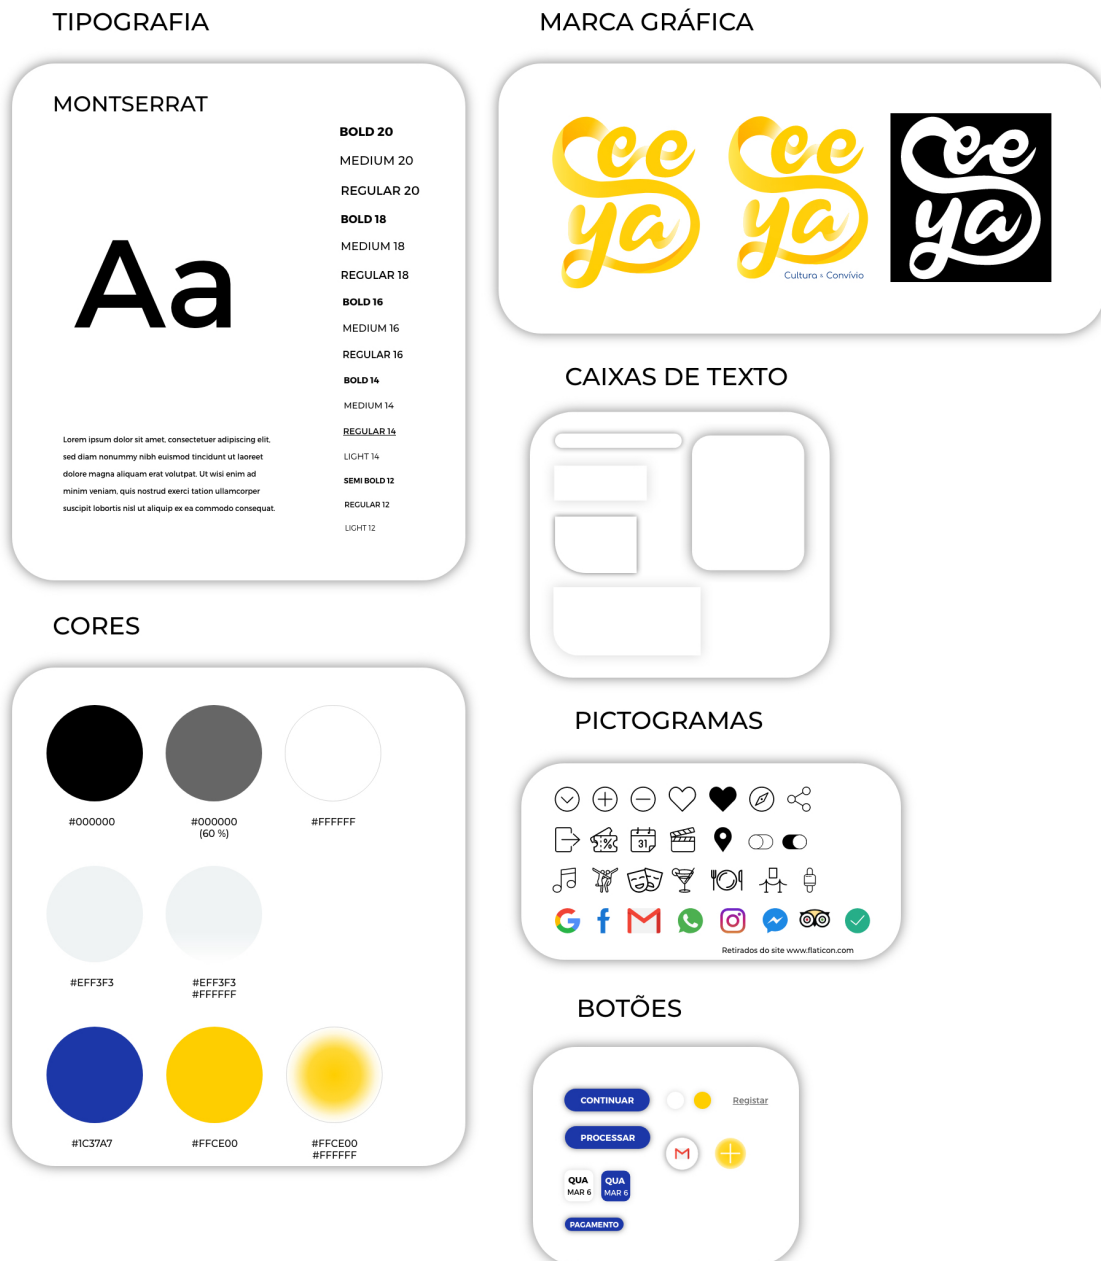 TIPOGRAFIA
MONTSERRAT
BOLD 20
MEDIUM 20
REGULAR 20
BOLD 18
MEDIUM 18
REGULAR 18
BOLD 16
MEDIUM 16
REGULAR 16
BOLD 14
MEDIUM 14
REGULAR 14
LIGHT 14
SEMI BOLD 12
REGULAR 12
LIGHT 12
Aa
Lorem ipsum dolor sit amet, consectetuer adipiscing elit,
sed diam nonummy nibh euismod tincidunt ut laoreet
dolore magna aliquam erat volutpat. Ut wisi enim ad
minim veniam, quis nostrud exerci tation ullamcorper
suscipit lobortis nisl ut aliquip ex ea commodo consequat.
CORES
#000000
#000000
(60 %)
#FFFFFF
#EFF3F3
#EFF3F3
#FFFFFF
#1C37A7
#FFCE00
#FFCE00
#FFFFFF
MARCA GRÁFICA
See
ya
See
ya
Cultura & Convívio
See
ya
CAIXAS DE TEXTO
PICTOGRAMAS
%
31
Retirados do site www.flaticon.com
BOTÕES
CONTINUAR
Registar
PROCESSAR
QUA
MAR 6
QUA
MAR 6
PAGAMENTO